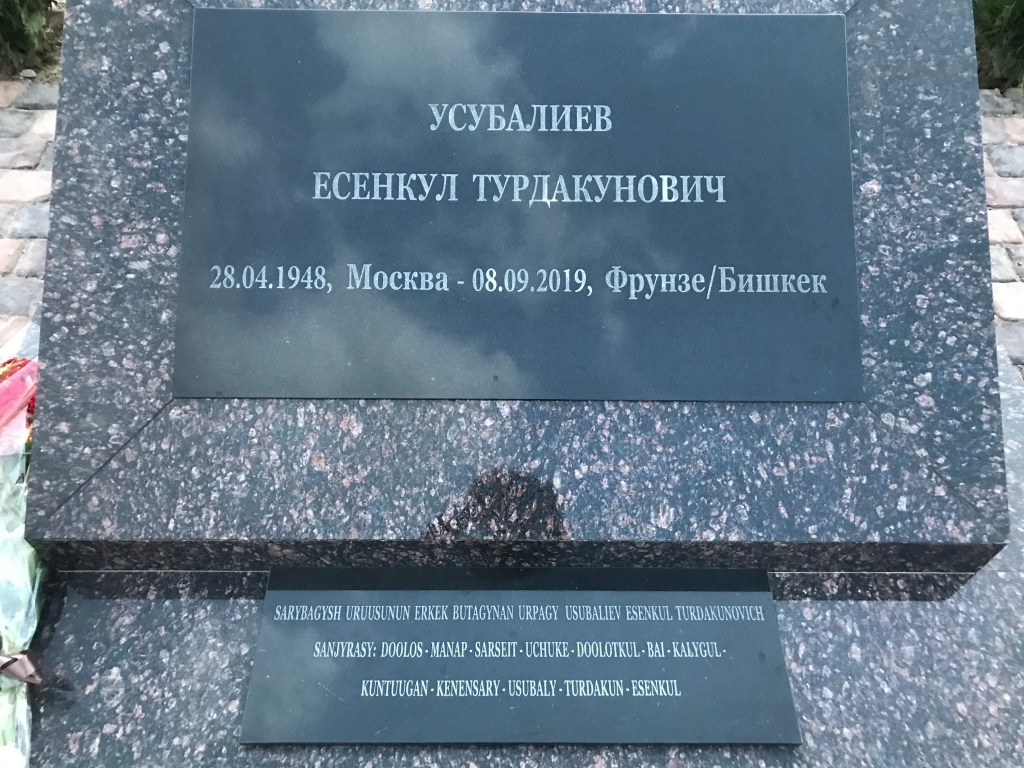 УСУБАЛИЕВ
ЕСЕНКУЛ ТУРДАКУНОВИЧ
28.04.1948, Москва - 08.09.2019, Фрунзе/Бишкек
SARYBAGYSH URUUSUNUN ERKEK BUTAGYNAN URPAGY USUBALIEV ESENKUL TURDAKUNOVICH
SANJYRASY: DOOLOS - MANAP - SARSEIT - UCHUKE - DOOLOTKUL - BAI - KALYGUL -
KUNTUUGAN - KENENSARY - USUBALY - TURDAKUN - ESENKUL